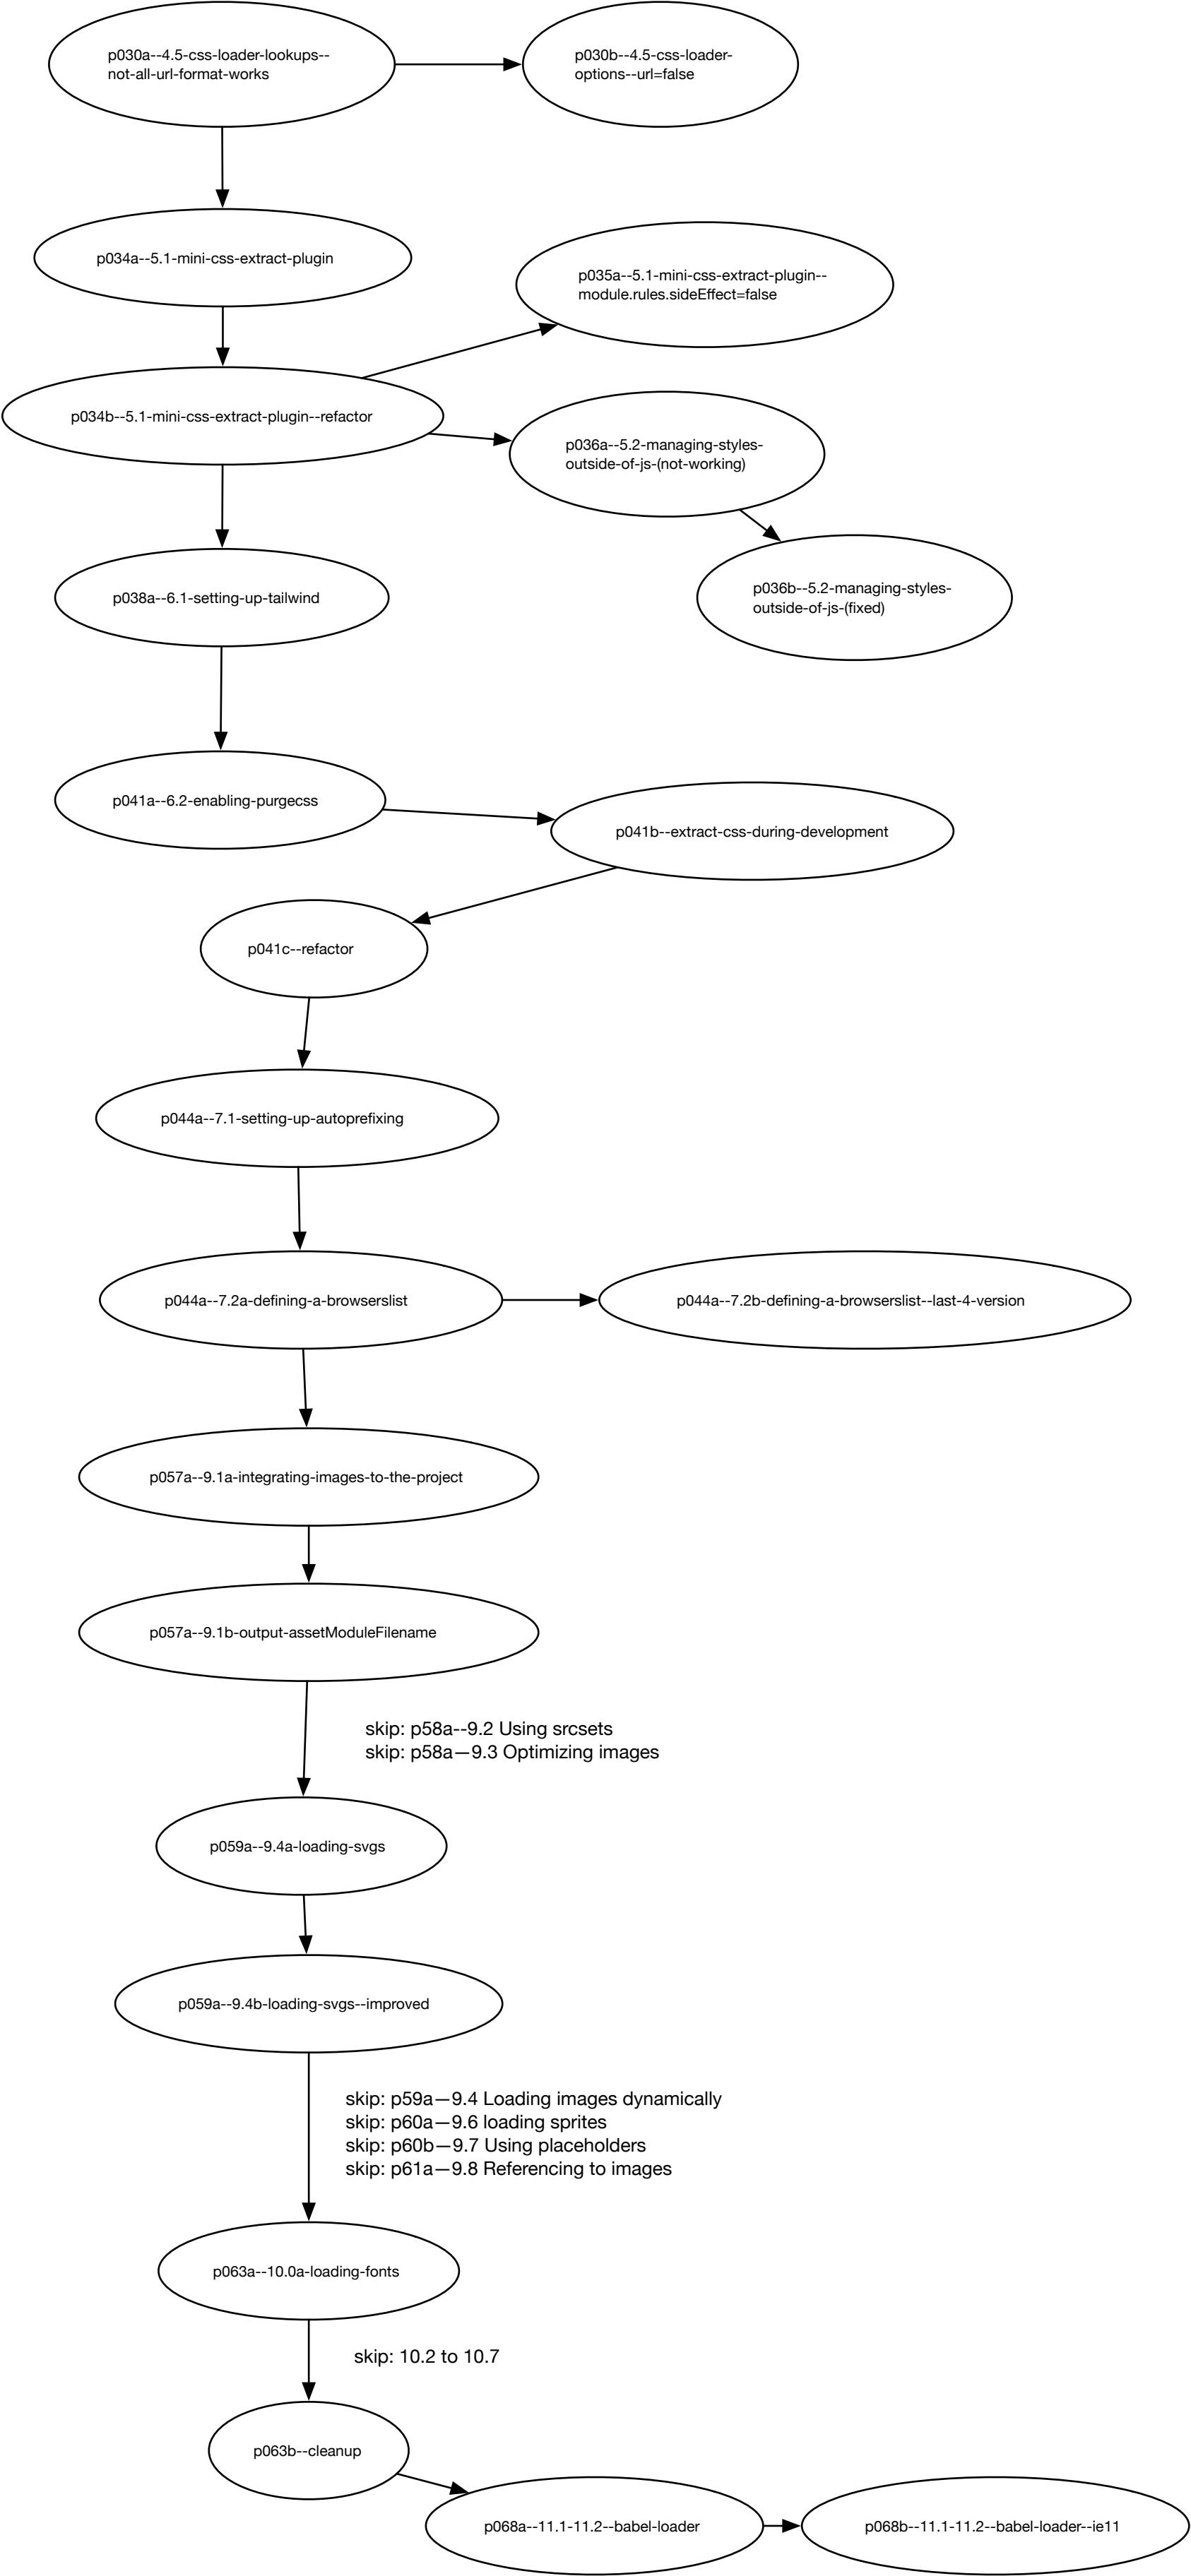 p030a--4.5-css-loader-lookups--
not-all-url-format-works
p030b--4.5-css-loader-
options--url=false
p034a--5.1-mini-css-extract-plugin
p035a--5.1-mini-css-extract-plugin--
module.rules.sideEffect=false
p034b--5.1-mini-css-extract-plugin--refactor
p036a--5.2-managing-styles-
outside-of-js-(not-working)
p036b--5.2-managing-styles-
outside-of-js-(fixed)
p038a--6.1-setting-up-tailwind
p041a--6.2-enabling-purgecss
p041b--extract-css-during-development
p041c--refactor
p044a--7.1-setting-up-autoprefixing
p044a--7.2a-defining-a-browserslist
p044a--7.2b-defining-a-browserslist--last-4-version
p057a--9.1a-integrating-images-to-the-project
p057a--9.1b-output-assetModuleFilename
skip: p58a--9.2 Using srcsets
skip: p58a—9.3 Optimizing images
p059a--9.4a-loading-svgs
p059a--9.4b-loading-svgs--improved
skip: p59a—9.4 Loading images dynamically
skip: p60a—9.6 loading sprites
skip: p60b—9.7 Using placeholders
skip: p61a—9.8 Referencing to images
p063a--10.0a-loading-fonts
skip: 10.2 to 10.7
p063b--cleanup
p068a--11.1-11.2--babel-loader
p068b--11.1-11.2--babel-loader--ie11